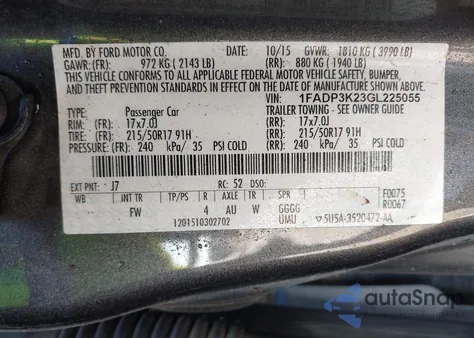 MFD. BY FORD MOTOR CO. DATE: 10/15 GVWR: 1810 KG ( 3990 LB)
GAWR: (FR) 972 KG ( 2143 LB) (RR) 880 KG ( 1940 LB)
THIS VEHICLE CONFORMS TO ALL APPLICABLE FEDERAL MOTOR VEHICLE SAFETY, BUMPER,
AND THEFT PREVENTION STANDARDS IN EFFECT ON THE DATE OF MANUFACTURE SHOWN ABOVE.
VIN: 1FADP3K23GL225055
TYPE: Passenger Car TRAILER TOWING - SEE OWNER GUIDE
RIM: (FR) 17x7.0J (RR) 17x7.0J
TIRE: (FR) 215/50R17 91H (RR) 215/50R17 91H
PRESSURE: (FR) 240 kPa/ 35 PSI COLD (RR) 240 kPa/ 35 PSI COLD
EXT PNT: J7 RC: 52 DSO: F0075
WB INT TR TP/PS R AXLE TR SPR R0067
FW 4 AU W GGGG
1201510302702 UMU 5U5A-3520472-AA
autoSnap